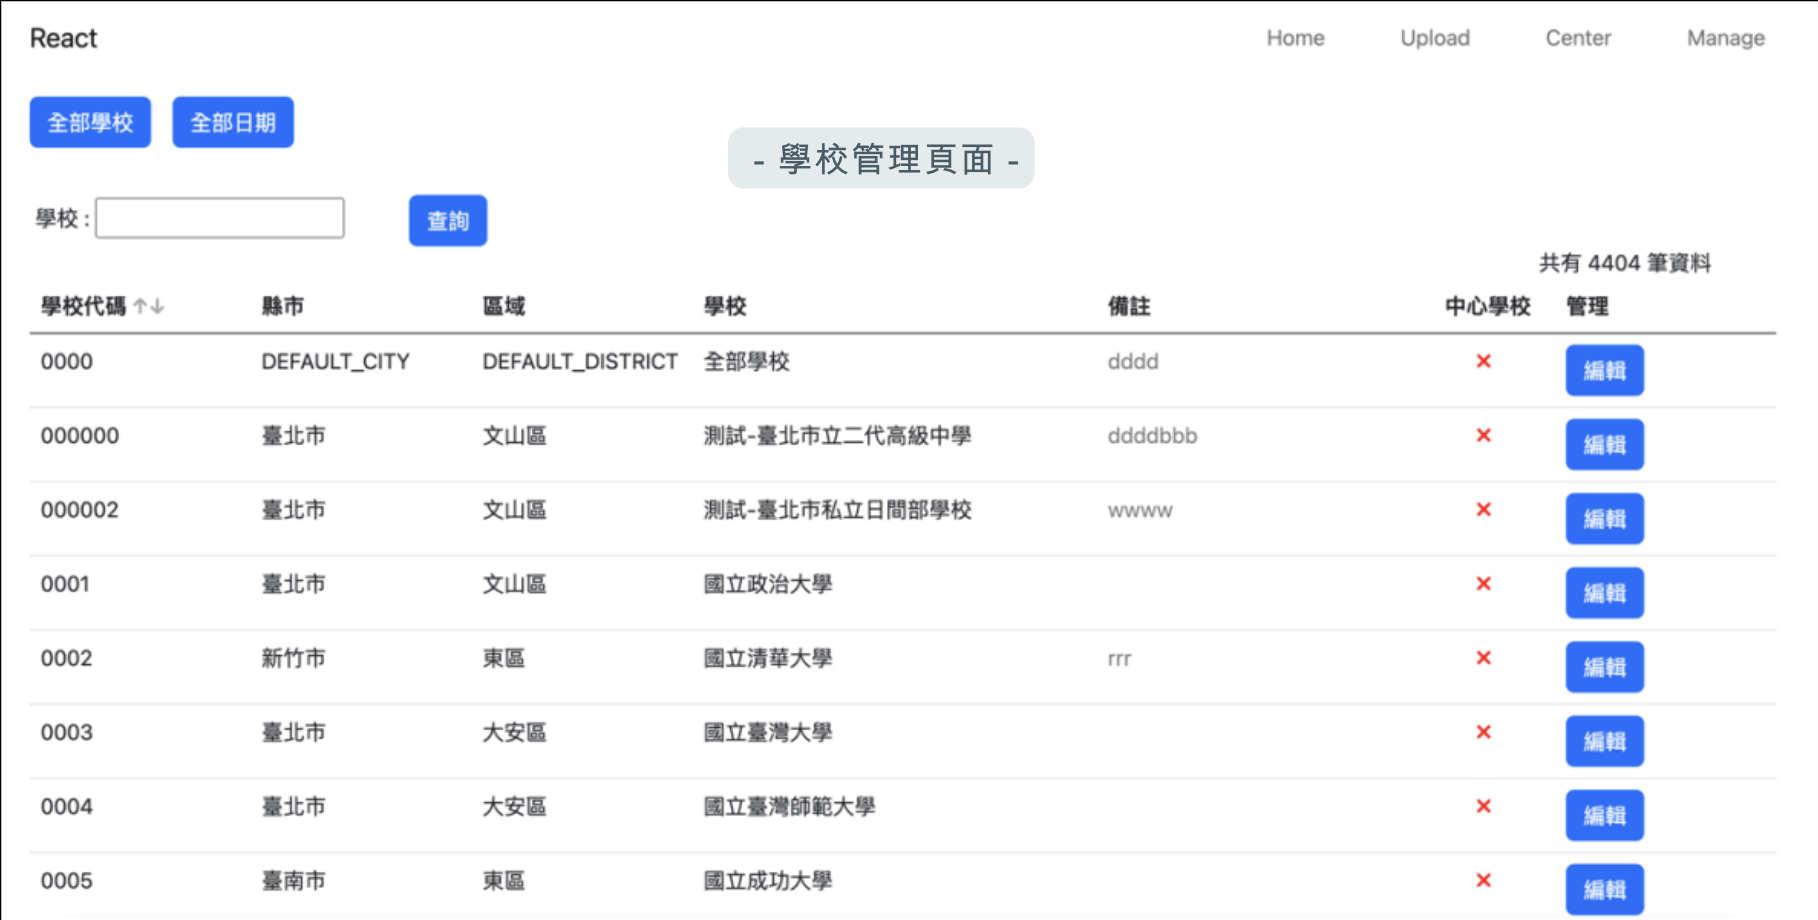 React Home Upload Center Manage
全部學校 全部日期
- 學校管理頁面 -
學校 : 查詢
共有 4404 筆資料
學校代碼 ↑↓ 縣市 區域 學校 備註 中心學校 管理
0000 DEFAULT_CITY DEFAULT_DISTRICT 全部學校 dddd ✕ 編輯
000000 臺北市 文山區 測試-臺北市立二代高級中學 ddddbbb ✕ 編輯
000002 臺北市 文山區 測試-臺北市私立日間部學校 wwww ✕ 編輯
0001 臺北市 文山區 國立政治大學 ✕ 編輯
0002 新竹市 東區 國立清華大學 rrr ✕ 編輯
0003 臺北市 大安區 國立臺灣大學 ✕ 編輯
0004 臺北市 大安區 國立臺灣師範大學 ✕ 編輯
0005 臺南市 東區 國立成功大學 ✕ 編輯